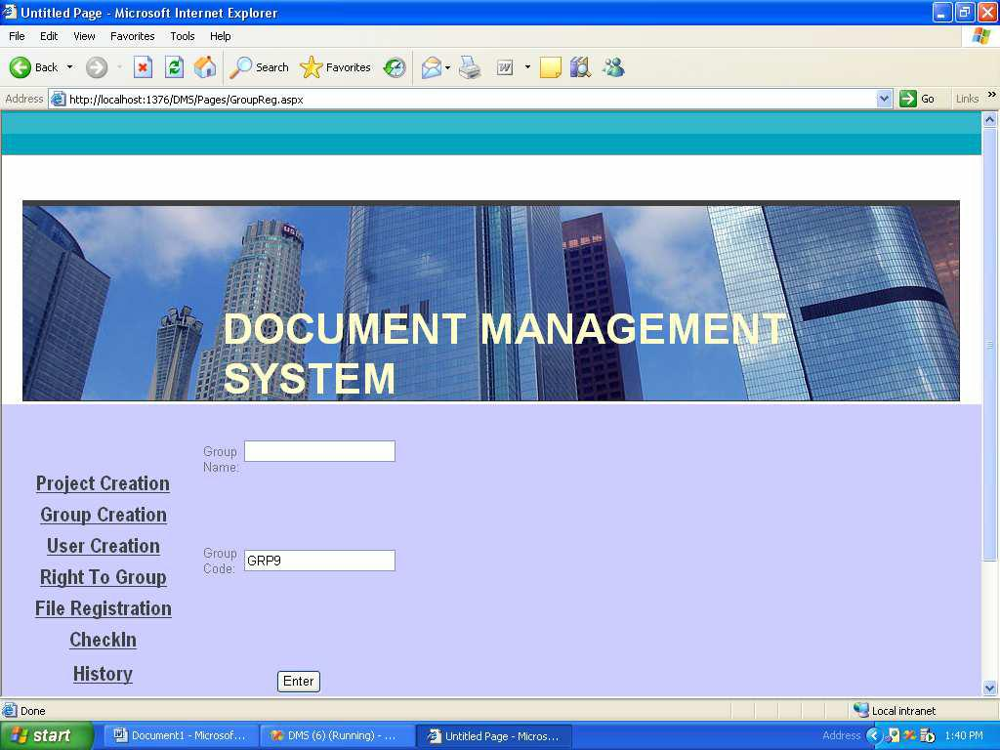 Untitled Page - Microsoft Internet Explorer
File Edit View Favorites Tools Help
Back Search Favorites
Address http://localhost:1376/DMS/Pages/GroupReg.aspx Go Links »
DOCUMENT MANAGEMENT
SYSTEM
Group
Name:
Project Creation
Group Creation
User Creation
Right To Group
File Registration
CheckIn
History
Group
Code:
GRP9
Enter
Done Local intranet
start Document1 - Microsof... DMS (6) (Running) - ... Untitled Page - Micros... Address 1:40 PM